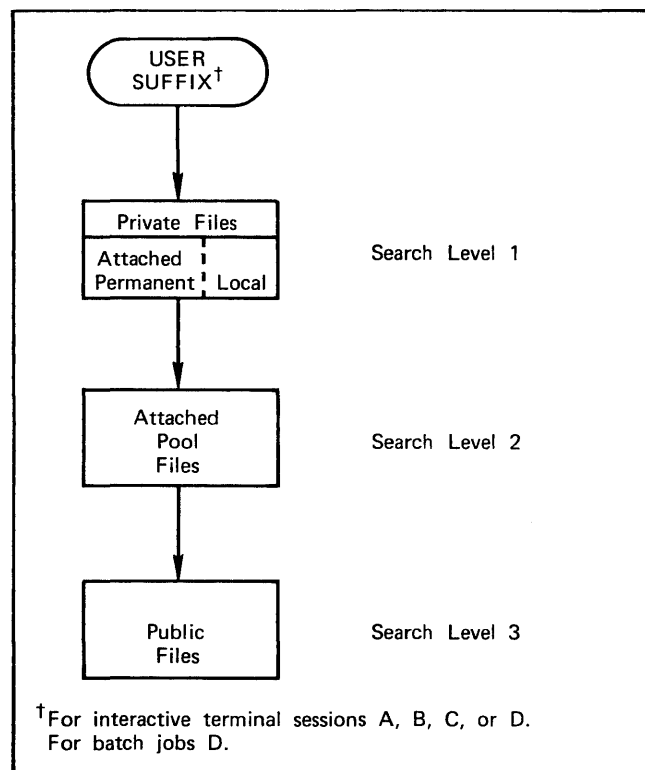 USER
SUFFIX†
Private Files
Attached
Permanent
Local
Search Level 1
Attached
Pool
Files
Search Level 2
Public
Files
Search Level 3
†For interactive terminal sessions A, B, C, or D.
For batch jobs D.